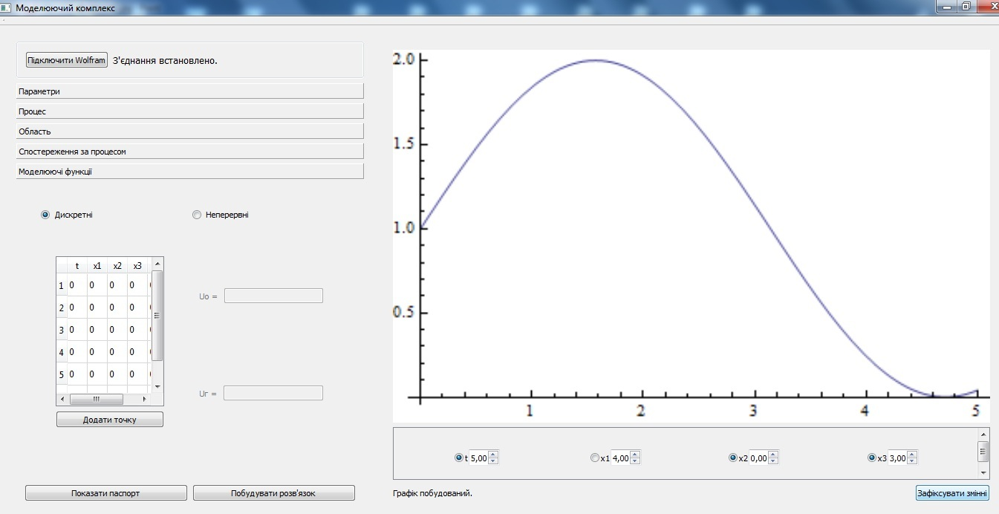 Моделюючий комплекс
Підключити Wolfram З'єднання встановлено.
Параметри
Процес
Область
Спостереження за процесом
Моделюючі функції
Дискретні Неперервні
t x1 x2 x3
1 0 0 0 0
2 0 0 0 0
3 0 0 0 0
4 0 0 0 0
5 0 0 0 0
Додати точку
Uo =
Uг =
Показати паспорт Побудувати розв'язок
2.0
1.5
1.0
0.5
1 2 3 4 5
t 5,00 x1 4,00 x2 0,00 x3 3,00
Графік побудований. Зафіксувати змінні